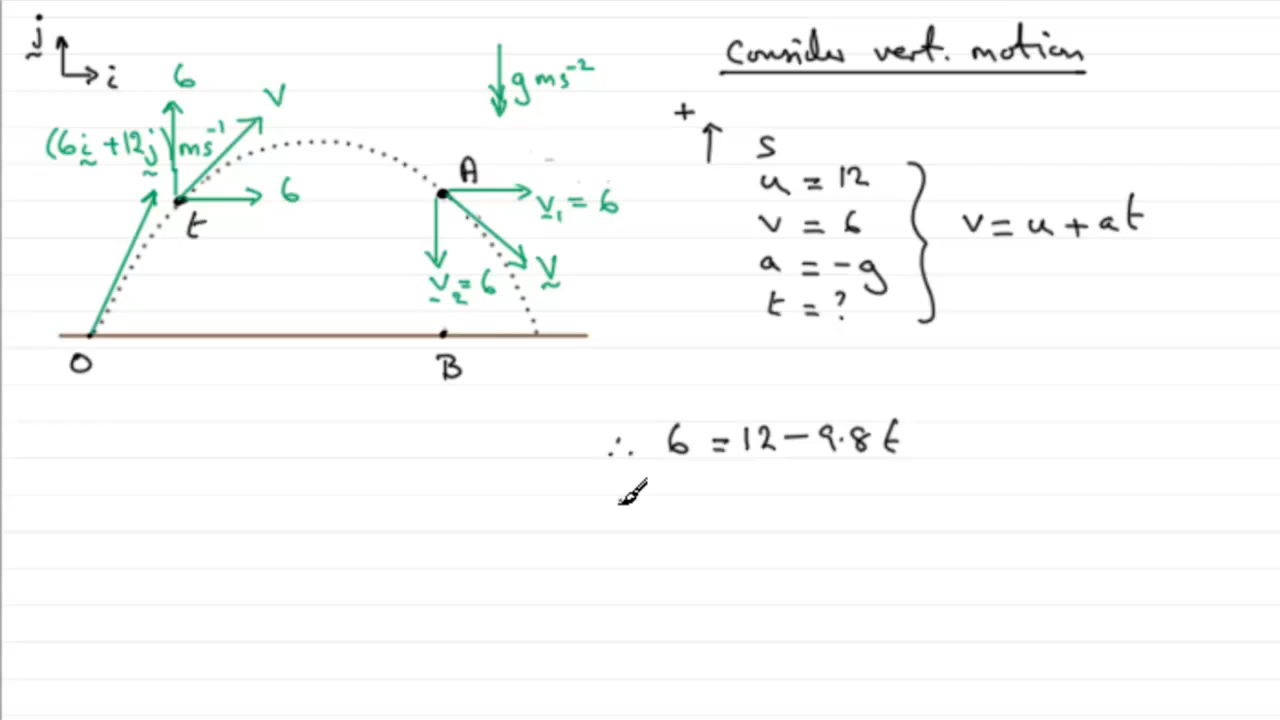 j
i
6
V
(6i + 12j) ms⁻¹
g ms⁻²
A
6
t
v₁ = 6
v₂ = 6
V
O
B
Consider vert. motion
+
s
u = 12
v = 6
a = -g
t = ?
v = u + at
∴ 6 = 12 - 9.8t